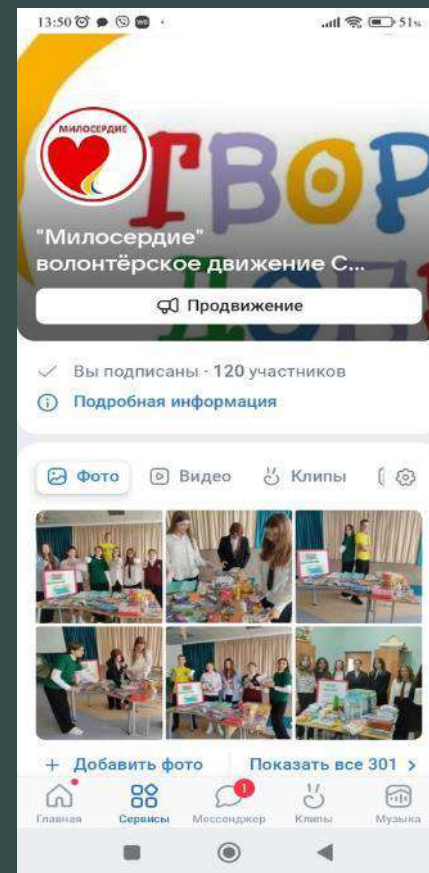 13:50
51%
МИЛОСЕРДИЕ
ТВОР
"Милосердие"
волонтёрское движение С...
Продвижение
Вы подписаны · 120 участников
Подробная информация
Фото
Видео
Клипы
+ Добавить фото
Показать все 301 >
1
Главная
Сервисы
Мессенджер
Клипы
Музыка